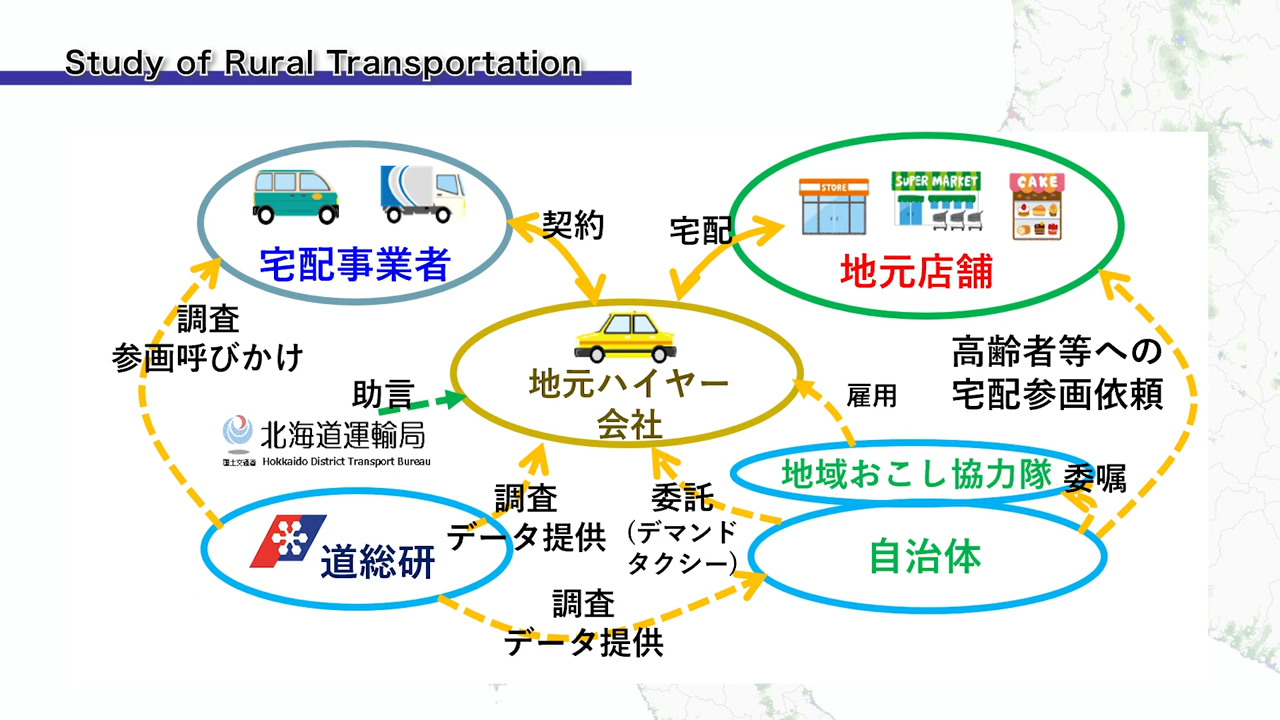 Study of Rural Transportation
宅配事業者
STORE
SUPER MARKET
CAKE
地元店舗
契約
宅配
調査
参画呼びかけ
地元ハイヤー
会社
高齢者等への
宅配参画依頼
助言
雇用
国土交通省
北海道運輸局
Hokkaido District Transport Bureau
地域おこし協力隊
委嘱
調査
データ提供
委託
(デマンド
タクシー)
道総研
自治体
調査
データ提供